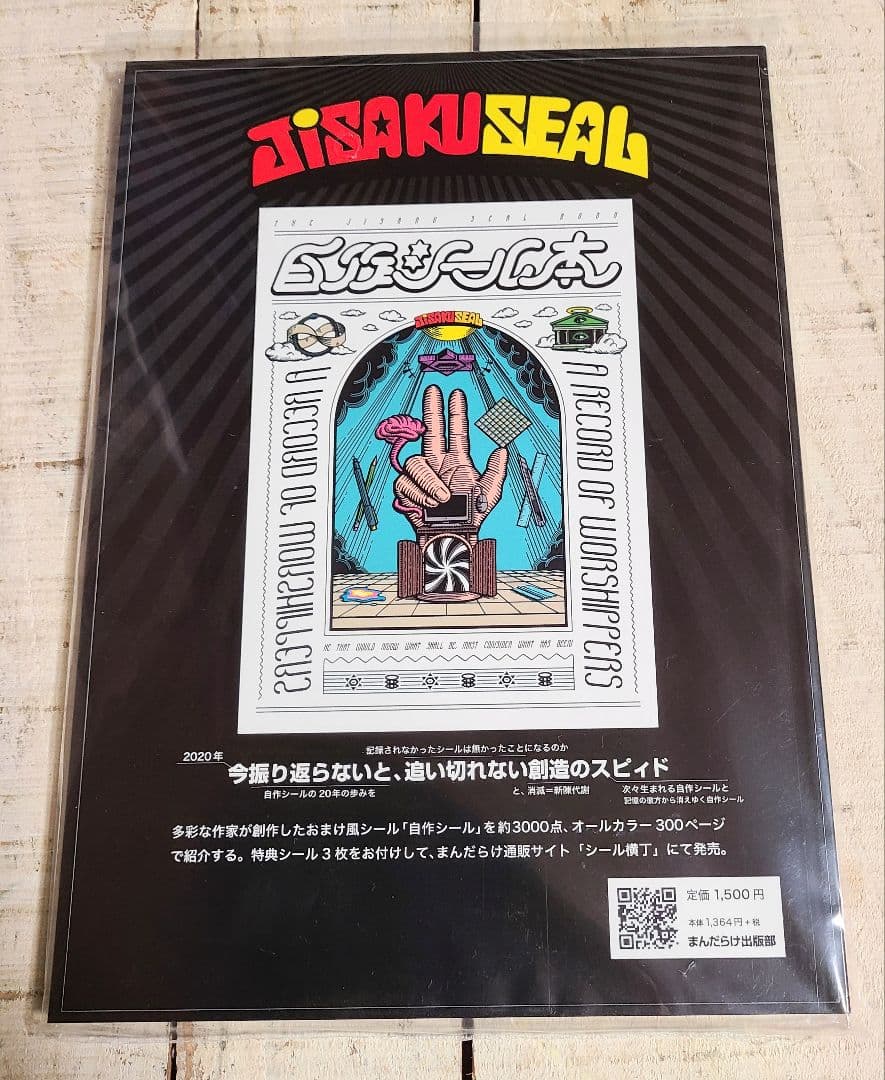 JiSAKUSEAL
THE JISAKU SEAL BOOK
自作シール本
JiSAKUSEAL
A RECORD OF WORSHIPPERS
A RECORD OF WORSHIPPERS
HE THAT WOULD KNOW WHAT SHALL BE, MUST CONSIDER WHAT HAS BEEN
2020年
記録されなかったシールは無かったことになるのか
今振り返らないと、追い切れない創造のスピィド
自作シールの20年の歩みを
と、消滅=新陳代謝
次々生まれる自作シールと
記憶の彼方から消えゆく自作シール
多彩な作家が創作したおまけ風シール「自作シール」を約3000点、オールカラー300ページ
で紹介する。特典シール3枚をお付けして、まんだらけ通販サイト「シール横丁」にて発売。
定価 1,500円
本体 1,364円+税
まんだらけ出版部